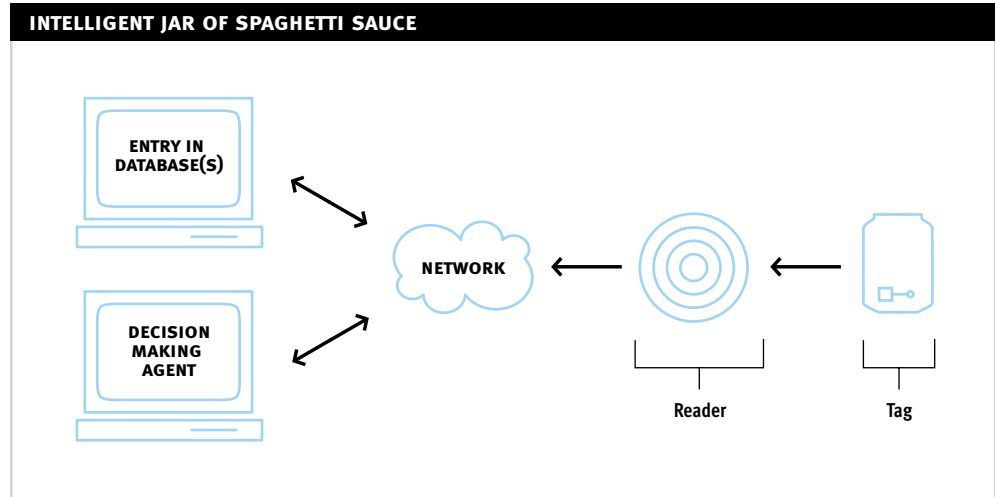 INTELLIGENT JAR OF SPAGHETTI SAUCE
ENTRY IN
DATABASE(S)
DECISION
MAKING
AGENT
NETWORK
Reader
Tag